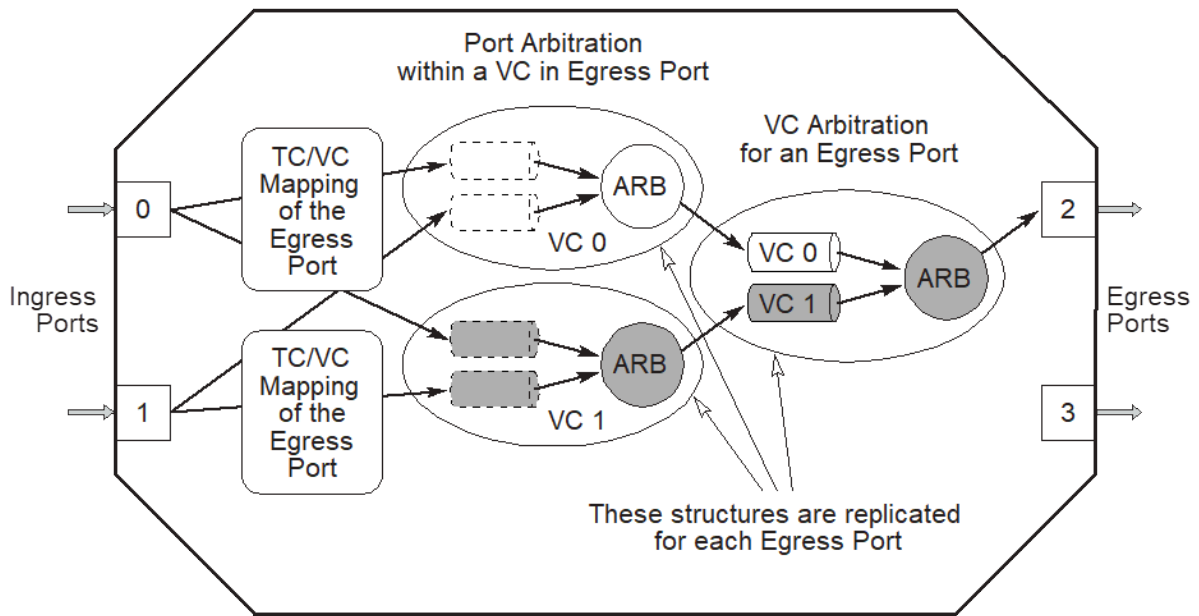 Port Arbitration
within a VC in Egress Port
VC Arbitration
for an Egress Port
TC/VC
Mapping
of the
Egress
Port
ARB
VC 0
0
2
VC 0
ARB
VC 1
Ingress
Ports
Egress
Ports
TC/VC
Mapping
of the
Egress
Port
ARB
VC 1
1
3
These structures are replicated
for each Egress Port